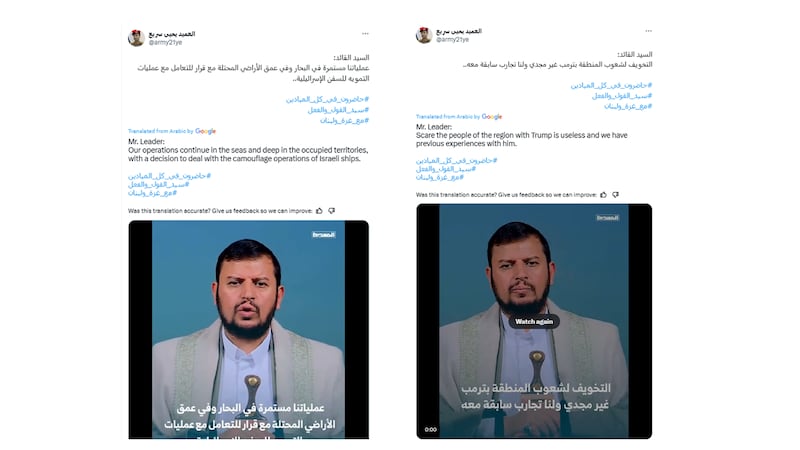 العميد يحيى سريع
@army21ye
السيد القائد:
عملياتنا مستمرة في البحار وفي عمق الأراضي المحتلة مع قرار للتعامل مع عمليات
التمويه للسفن الإسرائيلية..
#حاضرون_في_كل_الميادين
#سيد_القول_والفعل
#مع_غزة_ولبنان
Translated from Arabic by Google
Mr. Leader:
Our operations continue in the seas and deep in the occupied territories,
with a decision to deal with the camouflage operations of Israeli ships.
#حاضرون_في_كل_الميادين
#سيد_القول_والفعل
#مع_غزة_ولبنان
Was this translation accurate? Give us feedback so we can improve:
المسيرة
عملياتنا مستمرة في البحار وفي عمق
الأراضي المحتلة مع قرار للتعامل مع عمليات
العميد يحيى سريع
@army21ye
السيد القائد:
التخويف لشعوب المنطقة بترمب غير مجدي ولنا تجارب سابقة معه..
#حاضرون_في_كل_الميادين
#سيد_القول_والفعل
#مع_غزة_ولبنان
Translated from Arabic by Google
Mr. Leader:
Scare the people of the region with Trump is useless and we have
previous experiences with him.
#حاضرون_في_كل_الميادين
#سيد_القول_والفعل
#مع_غزة_ولبنان
Was this translation accurate? Give us feedback so we can improve:
المسيرة
Watch again
التخويف لشعوب المنطقة بترمب
غير مجدي ولنا تجارب سابقة معه
0:00